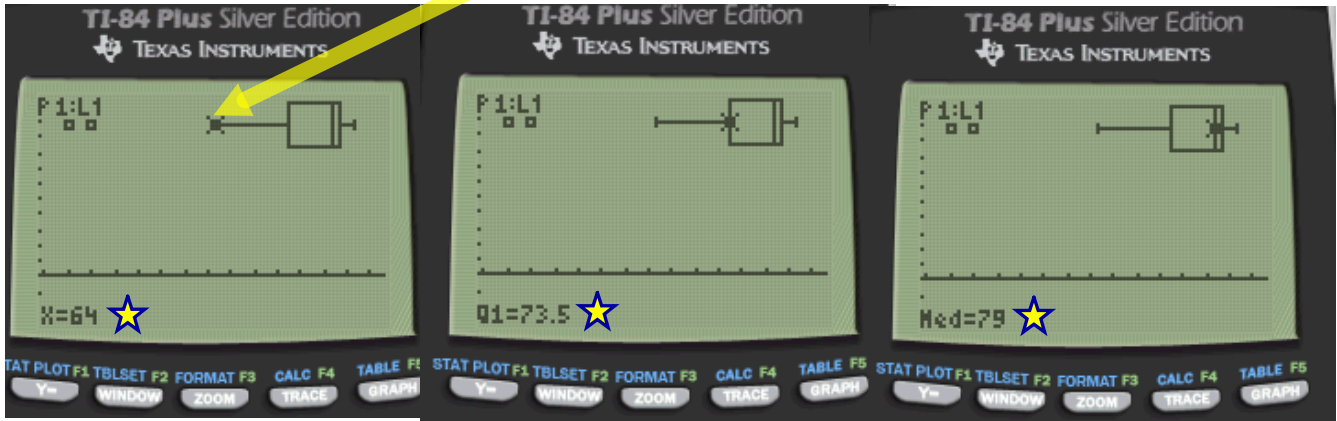 TI-84 Plus Silver Edition
TEXAS INSTRUMENTS
P1:L1
X=64
STAT PLOT F1 TBLSET F2 FORMAT F3 CALC F4 TABLE F5
Y= WINDOW ZOOM TRACE GRAPH
TI-84 Plus Silver Edition
TEXAS INSTRUMENTS
P1:L1
Q1=73.5
STAT PLOT F1 TBLSET F2 FORMAT F3 CALC F4 TABLE F5
Y= WINDOW ZOOM TRACE GRAPH
TI-84 Plus Silver Edition
TEXAS INSTRUMENTS
P1:L1
Med=79
STAT PLOT F1 TBLSET F2 FORMAT F3 CALC F4 TABLE F5
Y= WINDOW ZOOM TRACE GRAPH